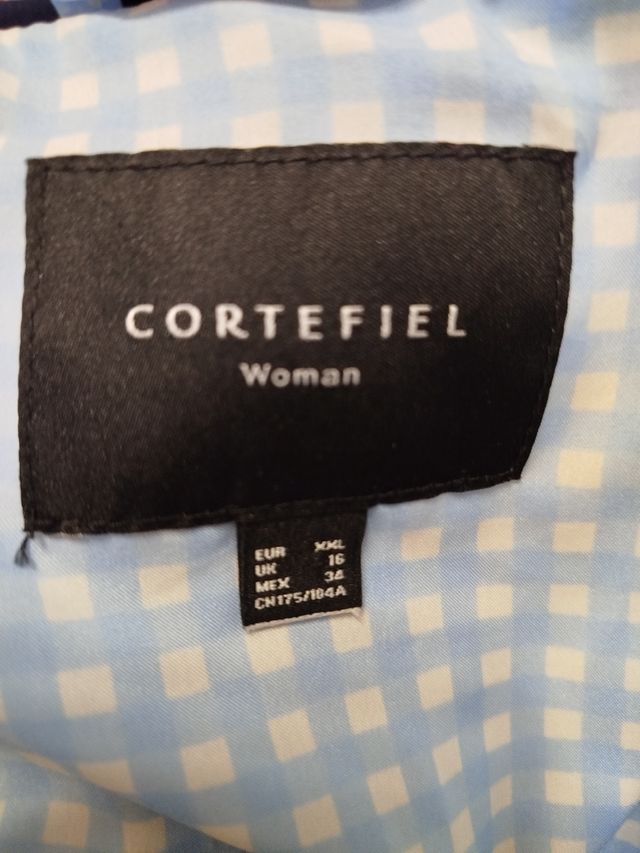 CORTEFIEL
Woman
EUR XXL
UK 16
MEX 34
CN175/104A